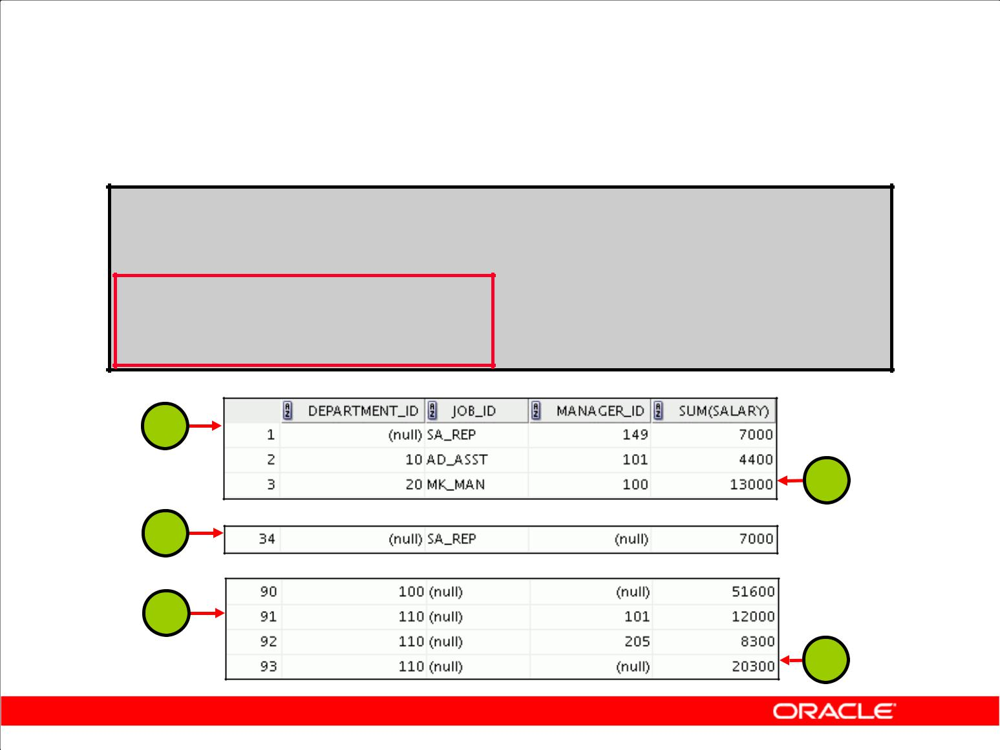 DEPARTMENT_ID JOB_ID MANAGER_ID SUM(SALARY)
1 (null) SA_REP 149 7000
2 10 AD_ASST 101 4400
3 20 MK_MAN 100 13000
34 (null) SA_REP (null) 7000
90 100 (null) (null) 51600
91 110 (null) 101 12000
92 110 (null) 205 8300
93 110 (null) (null) 20300
ORACLE